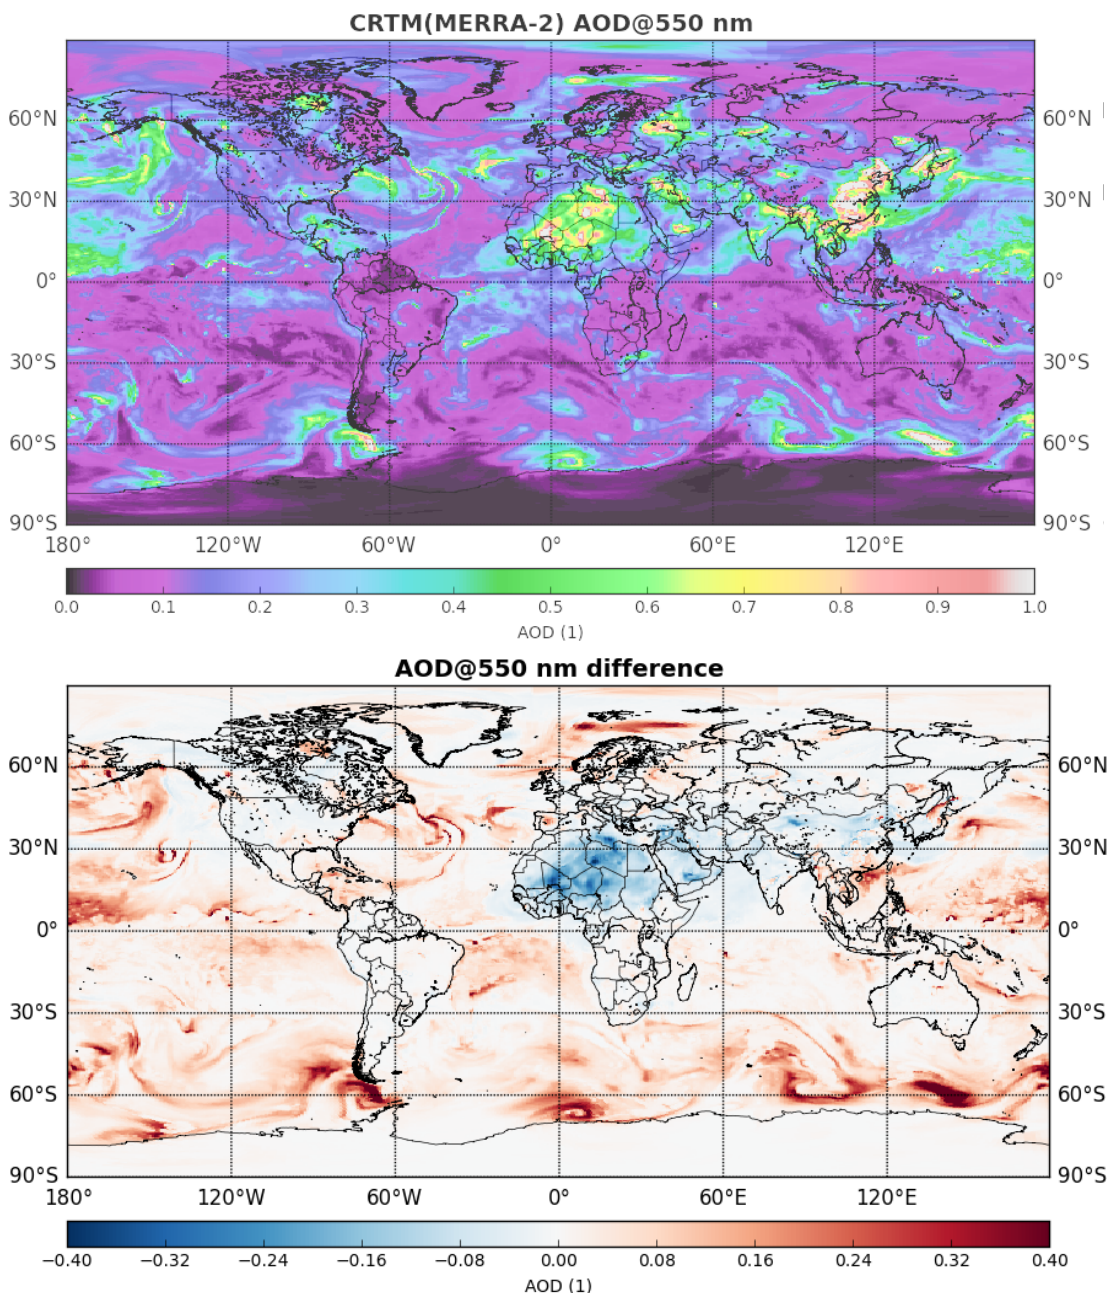 CRTM(MERRA-2) AOD@550 nm
60°N 60°N
30°N 30°N
0° 0°
30°S 30°S
60°S 60°S
90°S 90°S
180° 120°W 60°W 0° 60°E 120°E
0.0 0.1 0.2 0.3 0.4 0.5 0.6 0.7 0.8 0.9 1.0
AOD (1)
AOD@550 nm difference
60°N 60°N
30°N 30°N
0° 0°
30°S 30°S
60°S 60°S
90°S 90°S
180° 120°W 60°W 0° 60°E 120°E
−0.40 −0.32 −0.24 −0.16 −0.08 0.00 0.08 0.16 0.24 0.32 0.40
AOD (1)